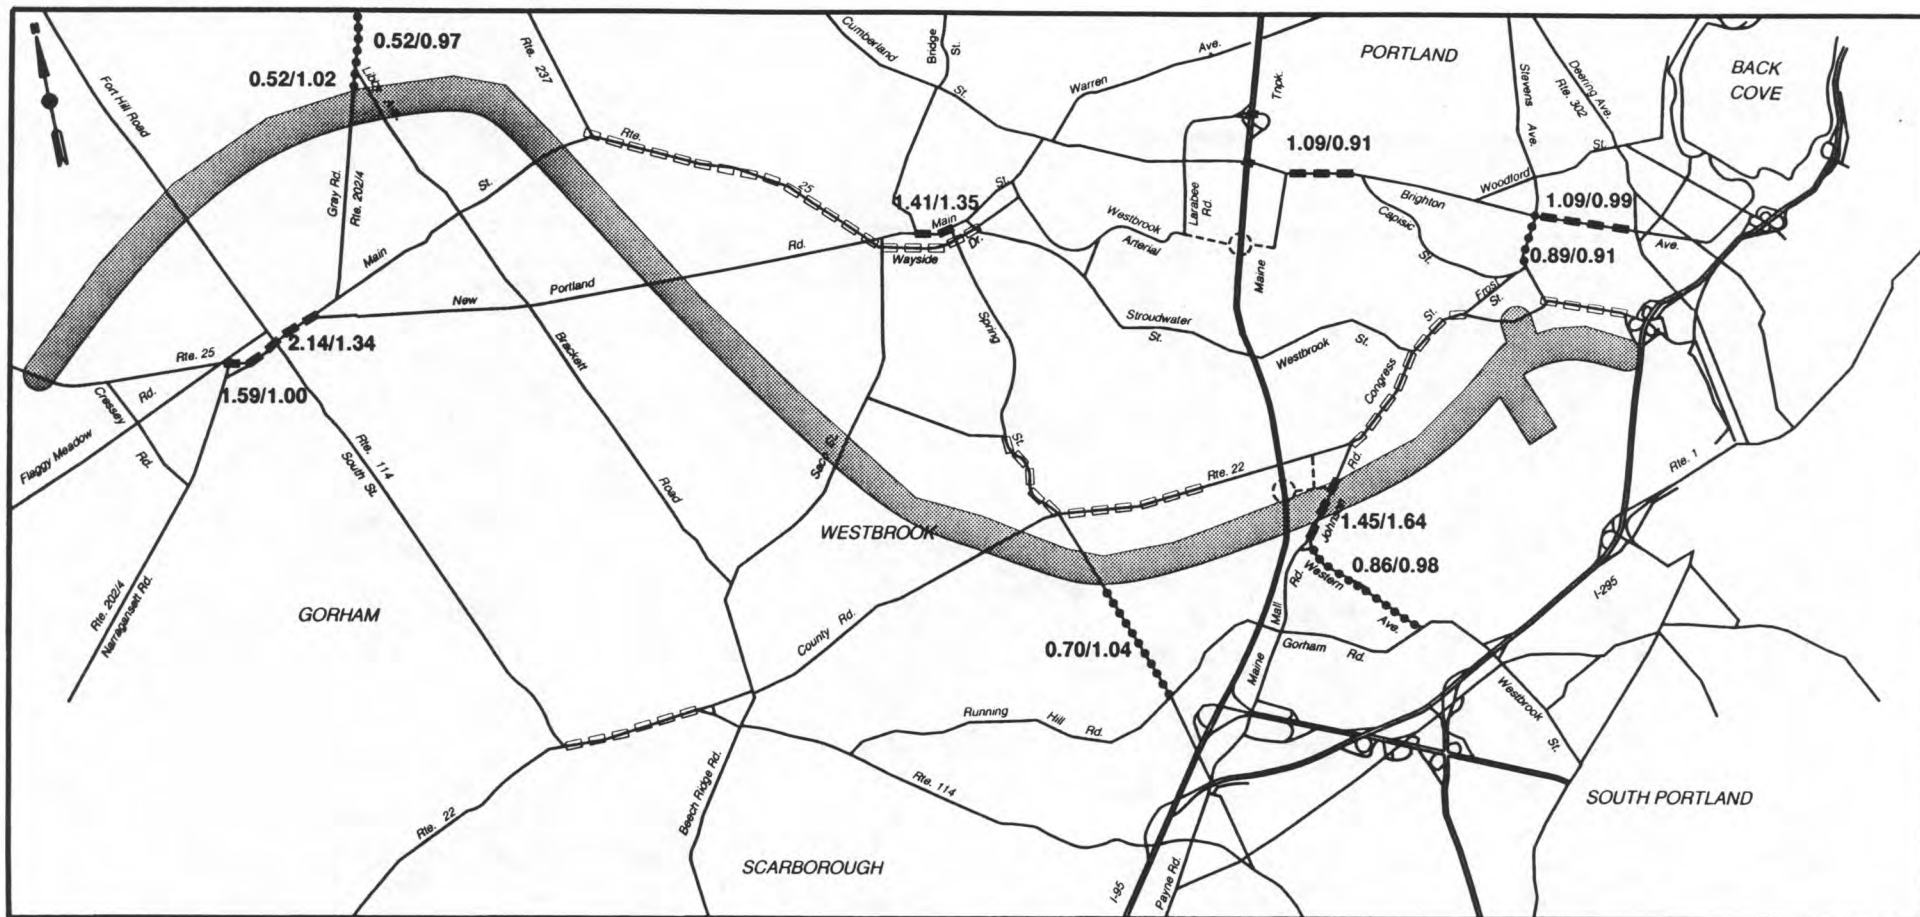 0.52/0.97
0.52/1.02
Fort Hill Road
Libby Av.
Rte. 237
Cumberland
St.
Bridge
St.
Warren
Ave.
Tnpk.
PORTLAND
Stevens
Ave.
Deering Ave.
Rte. 302
BACK
COVE
1.09/0.91
Gray Rd.
Rte. 202/4
Main
St.
Rte.
25
1.41/1.35
Main
St.
Dr.
Wayside
Westbrook
Arterial
Larabee
Rd.
Maine
Brighton
Ave.
Woodford
St.
Capisic
St.
1.09/0.99
0.89/0.91
Frost
St.
New
Portland
Rd.
2.14/1.34
Rte. 25
1.59/1.00
Cressey
Rd.
Flaggy Meadow
Rd.
Rte. 114
South St.
Brackett
Road
Spring
St.
Stroudwater
St.
Westbrook
St.
Congress
St.
Saco St.
Rte. 22
Rd.
Johnson
1.45/1.64
WESTBROOK
0.86/0.98
Western
Ave.
Rte. 1
I-295
Rte. 202/4
Narragansett Rd.
GORHAM
County
Rd.
0.70/1.04
Maine
Mall
Rd.
Gorham
Rd.
Westbrook
St.
Running
Hill
Rd.
Beech Ridge Rd.
Rte. 22
Rte. 114
SCARBOROUGH
I-95
Payne Rd.
SOUTH PORTLAND